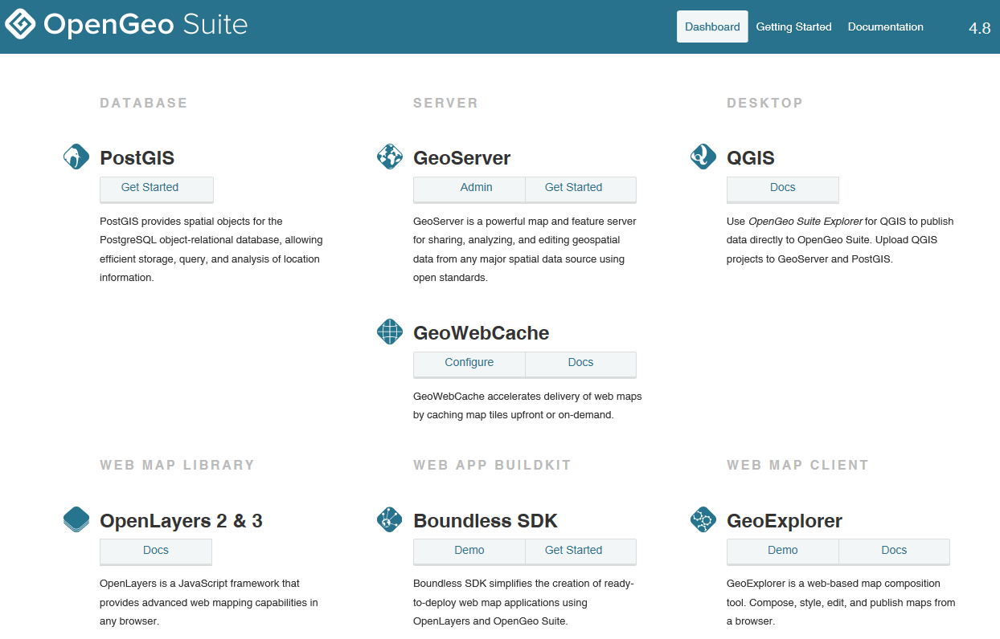 OpenGeo Suite
Dashboard Getting Started Documentation 4.8
DATABASE
PostGIS
Get Started
PostGIS provides spatial objects for the
PostgreSQL object-relational database, allowing
efficient storage, query, and analysis of location
information.
SERVER
GeoServer
Admin Get Started
GeoServer is a powerful map and feature server
for sharing, analyzing, and editing geospatial
data from any major spatial data source using
open standards.
GeoWebCache
Configure Docs
GeoWebCache accelerates delivery of web maps
by caching map tiles upfront or on-demand.
DESKTOP
QGIS
Docs
Use OpenGeo Suite Explorer for QGIS to publish
data directly to OpenGeo Suite. Upload QGIS
projects to GeoServer and PostGIS.
WEB MAP LIBRARY
OpenLayers 2 & 3
Docs
OpenLayers is a JavaScript framework that
provides advanced web mapping capabilities in
any browser.
WEB APP BUILDKIT
Boundless SDK
Demo Get Started
Boundless SDK simplifies the creation of ready-
to-deploy web map applications using
OpenLayers and OpenGeo Suite.
WEB MAP CLIENT
GeoExplorer
Demo Docs
GeoExplorer is a web-based map composition
tool. Compose, style, edit, and publish maps from
a browser.